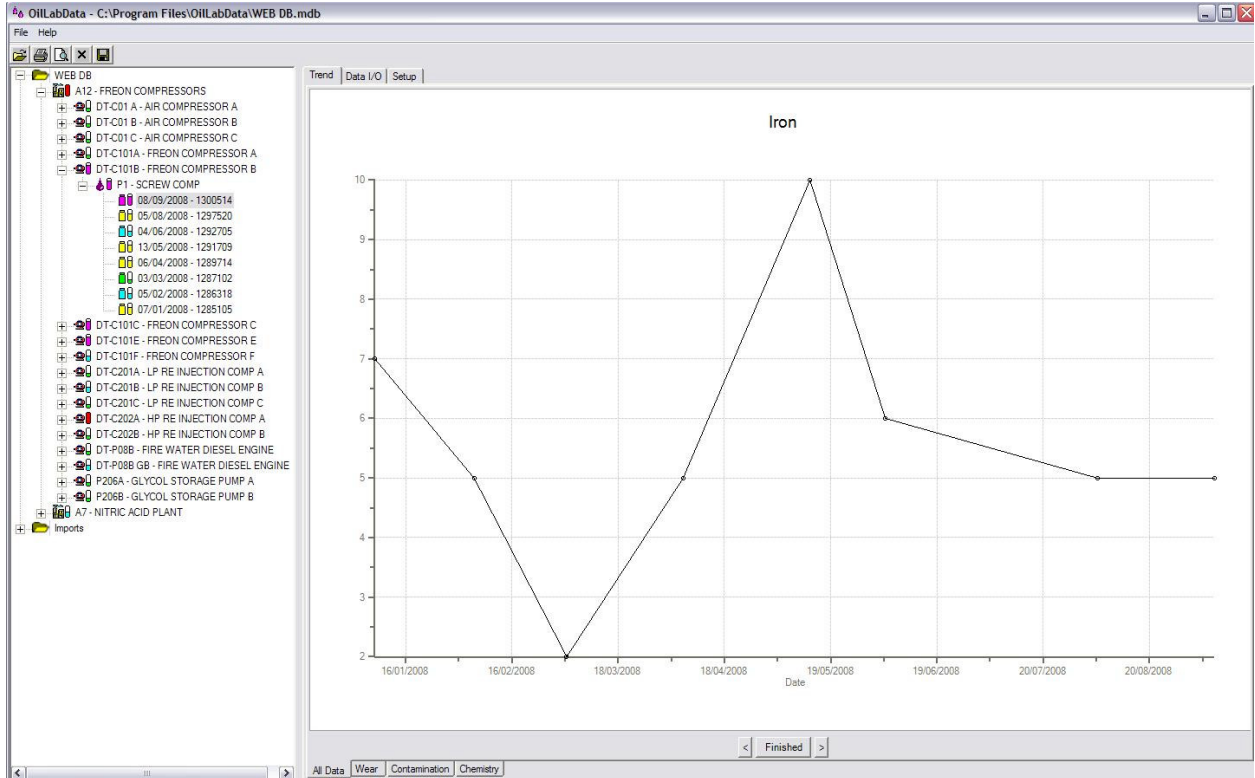 OilLabData - C:\Program Files\OilLabData\WEB DB.mdb
File Help
WEB DB
A12 - FREON COMPRESSORS
DT-C01 A - AIR COMPRESSOR A
DT-C01 B - AIR COMPRESSOR B
DT-C01 C - AIR COMPRESSOR C
DT-C101A - FREON COMPRESSOR A
DT-C101B - FREON COMPRESSOR B
P1 - SCREW COMP
08/09/2008 - 1300514
05/08/2008 - 1297520
04/06/2008 - 1292705
13/05/2008 - 1291709
06/04/2008 - 1289714
03/03/2008 - 1287102
05/02/2008 - 1286318
07/01/2008 - 1285105
DT-C101C - FREON COMPRESSOR C
DT-C101E - FREON COMPRESSOR E
DT-C101F - FREON COMPRESSOR F
DT-C201A - LP RE INJECTION COMP A
DT-C201B - LP RE INJECTION COMP B
DT-C201C - LP RE INJECTION COMP C
DT-C202A - HP RE INJECTION COMP A
DT-C202B - HP RE INJECTION COMP B
DT-P08B - FIRE WATER DIESEL ENGINE
DT-P08B GB - FIRE WATER DIESEL ENGINE
P206A - GLYCOL STORAGE PUMP A
P206B - GLYCOL STORAGE PUMP B
A7 - NITRIC ACID PLANT
Imports
Trend Data I/O Setup
Iron
10
9
8
7
6
5
4
3
2
16/01/2008 16/02/2008 18/03/2008 18/04/2008 19/05/2008 19/06/2008 20/07/2008 20/08/2008
Date
< Finished >
All Data Wear Contamination Chemistry